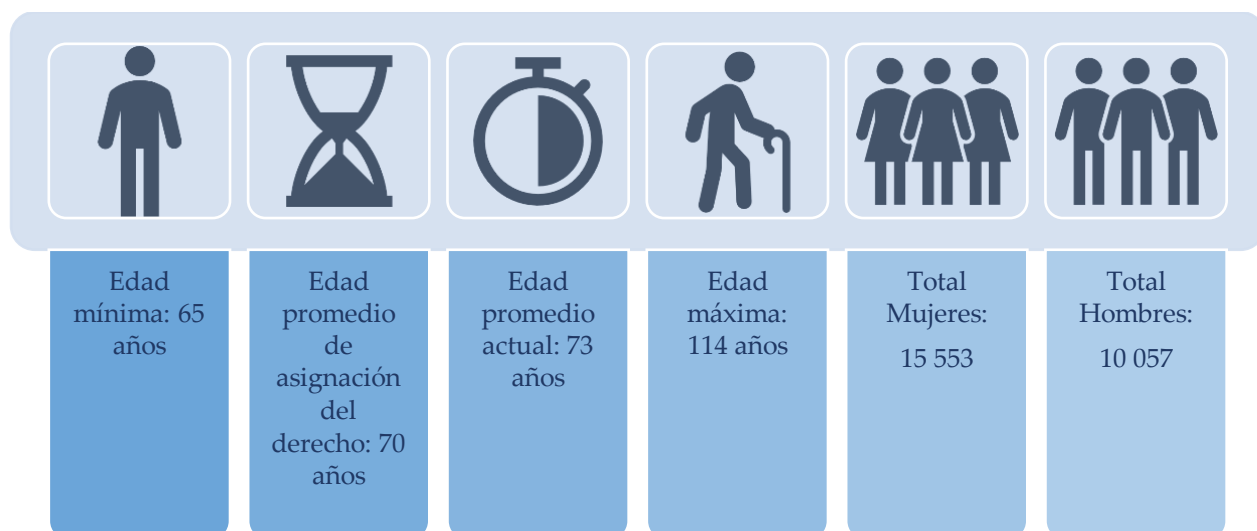 Edad
mínima: 65
años
Edad
promedio
de
asignación
del
derecho: 70
años
Edad
promedio
actual: 73
años
Edad
máxima:
114 años
Total
Mujeres:
15 553
Total
Hombres:
10 057